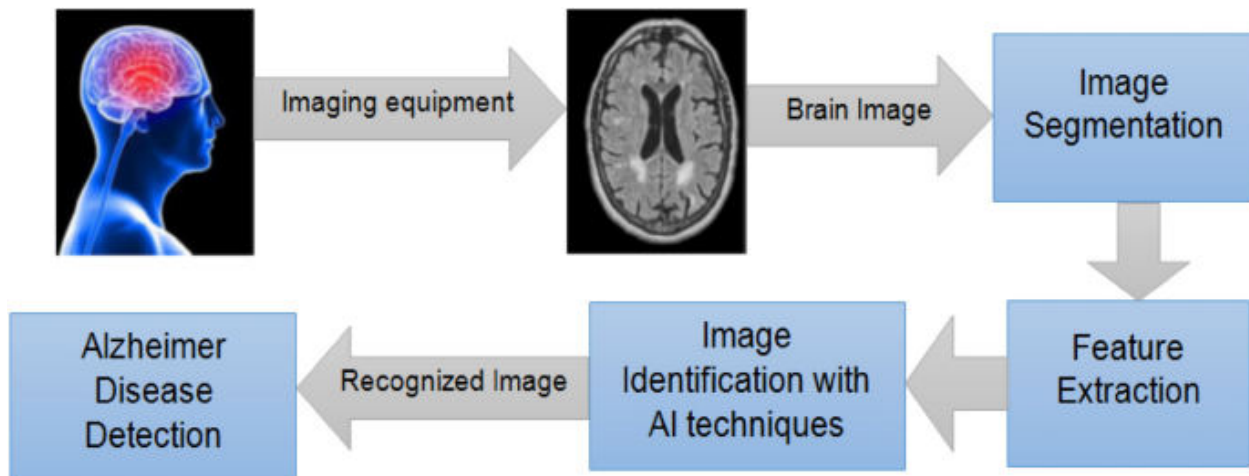 Imaging equipment
Brain Image
Image
Segmentation
Feature
Extraction
Image
Identification with
AI techniques
Recognized Image
Alzheimer
Disease
Detection